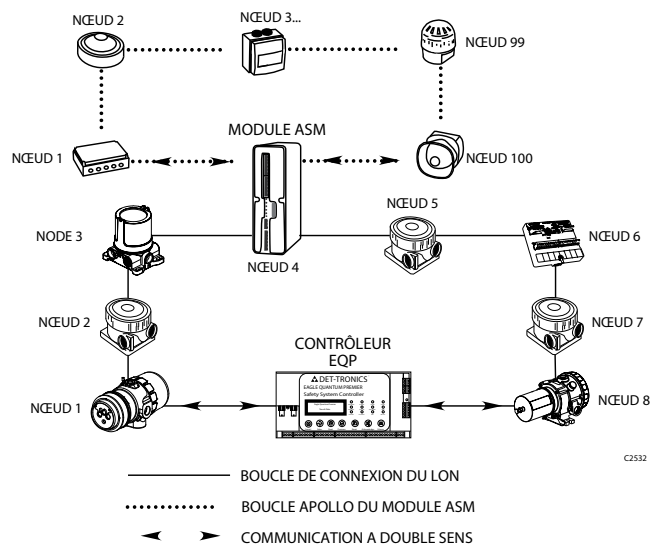 NŒUD 2
NŒUD 3...
NŒUD 99
MODULE ASM
NŒUD 1
NŒUD 100
NŒUD 5
NODE 3
NŒUD 6
NŒUD 4
NŒUD 2
NŒUD 7
CONTRÔLEUR
EQP
DET-TRONICS
EAGLE QUANTUM PREMIER
Safety System Controller
NŒUD 1
NŒUD 8
C2532
BOUCLE DE CONNEXION DU LON
BOUCLE APOLLO DU MODULE ASM
COMMUNICATION A DOUBLE SENS